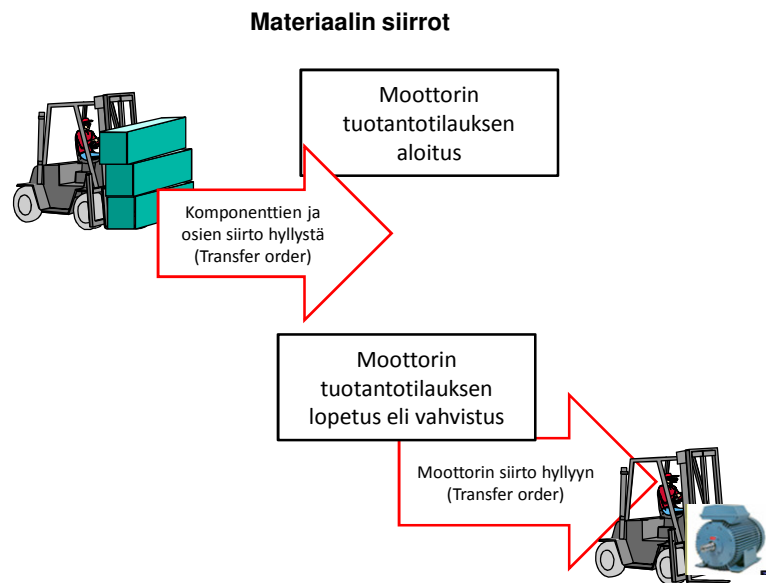 Materiaalin siirrot
Moottorin
tuotantotilauksen
aloitus
Komponenttien ja
osien siirto hyllystä
(Transfer order)
Moottorin
tuotantotilauksen
lopetus eli vahvistus
Moottorin siirto hyllyyn
(Transfer order)